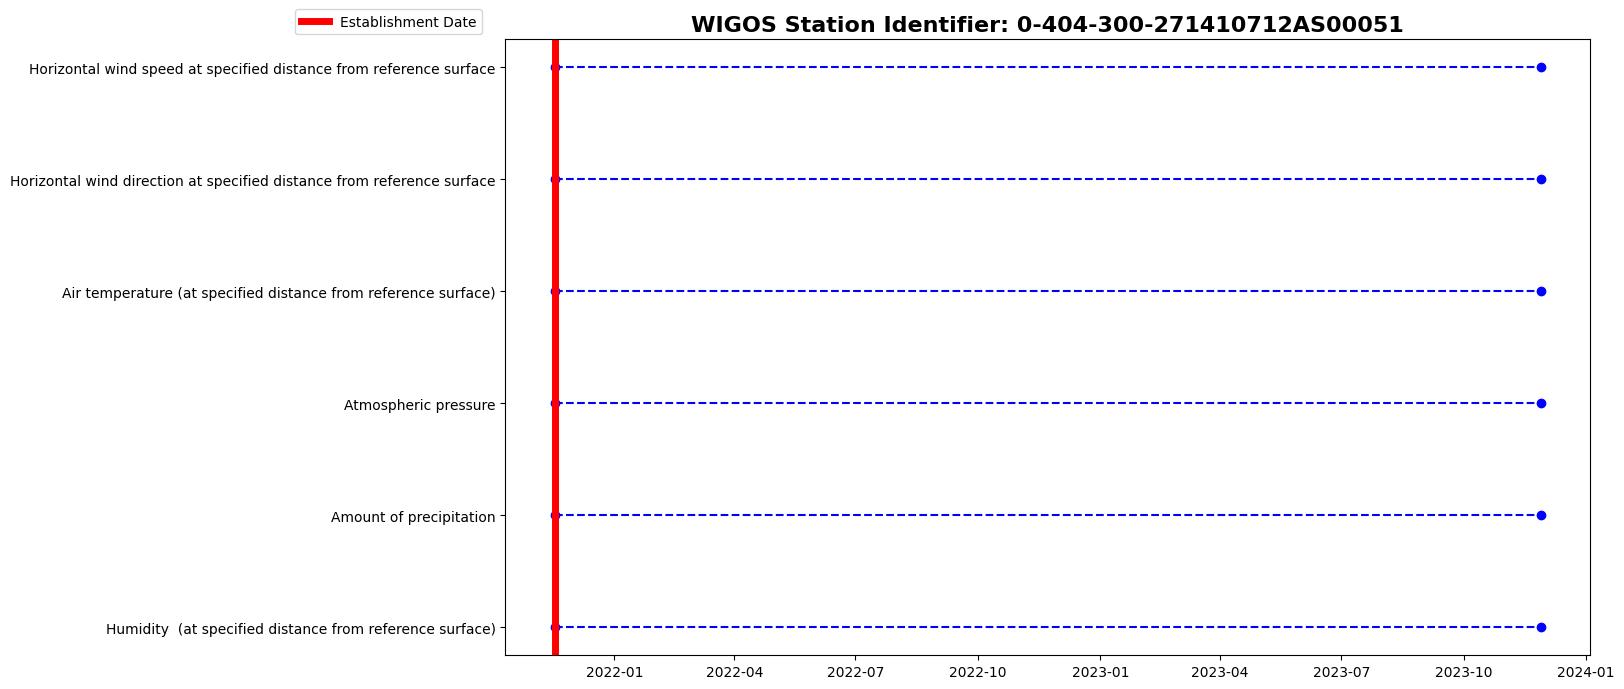 Establishment Date
WIGOS Station Identifier: 0-404-300-271410712AS00051
Horizontal wind speed at specified distance from reference surface
Horizontal wind direction at specified distance from reference surface
Air temperature (at specified distance from reference surface)
Atmospheric pressure
Amount of precipitation
Humidity  (at specified distance from reference surface)
2022-01 2022-04 2022-07 2022-10 2023-01 2023-04 2023-07 2023-10 2024-01